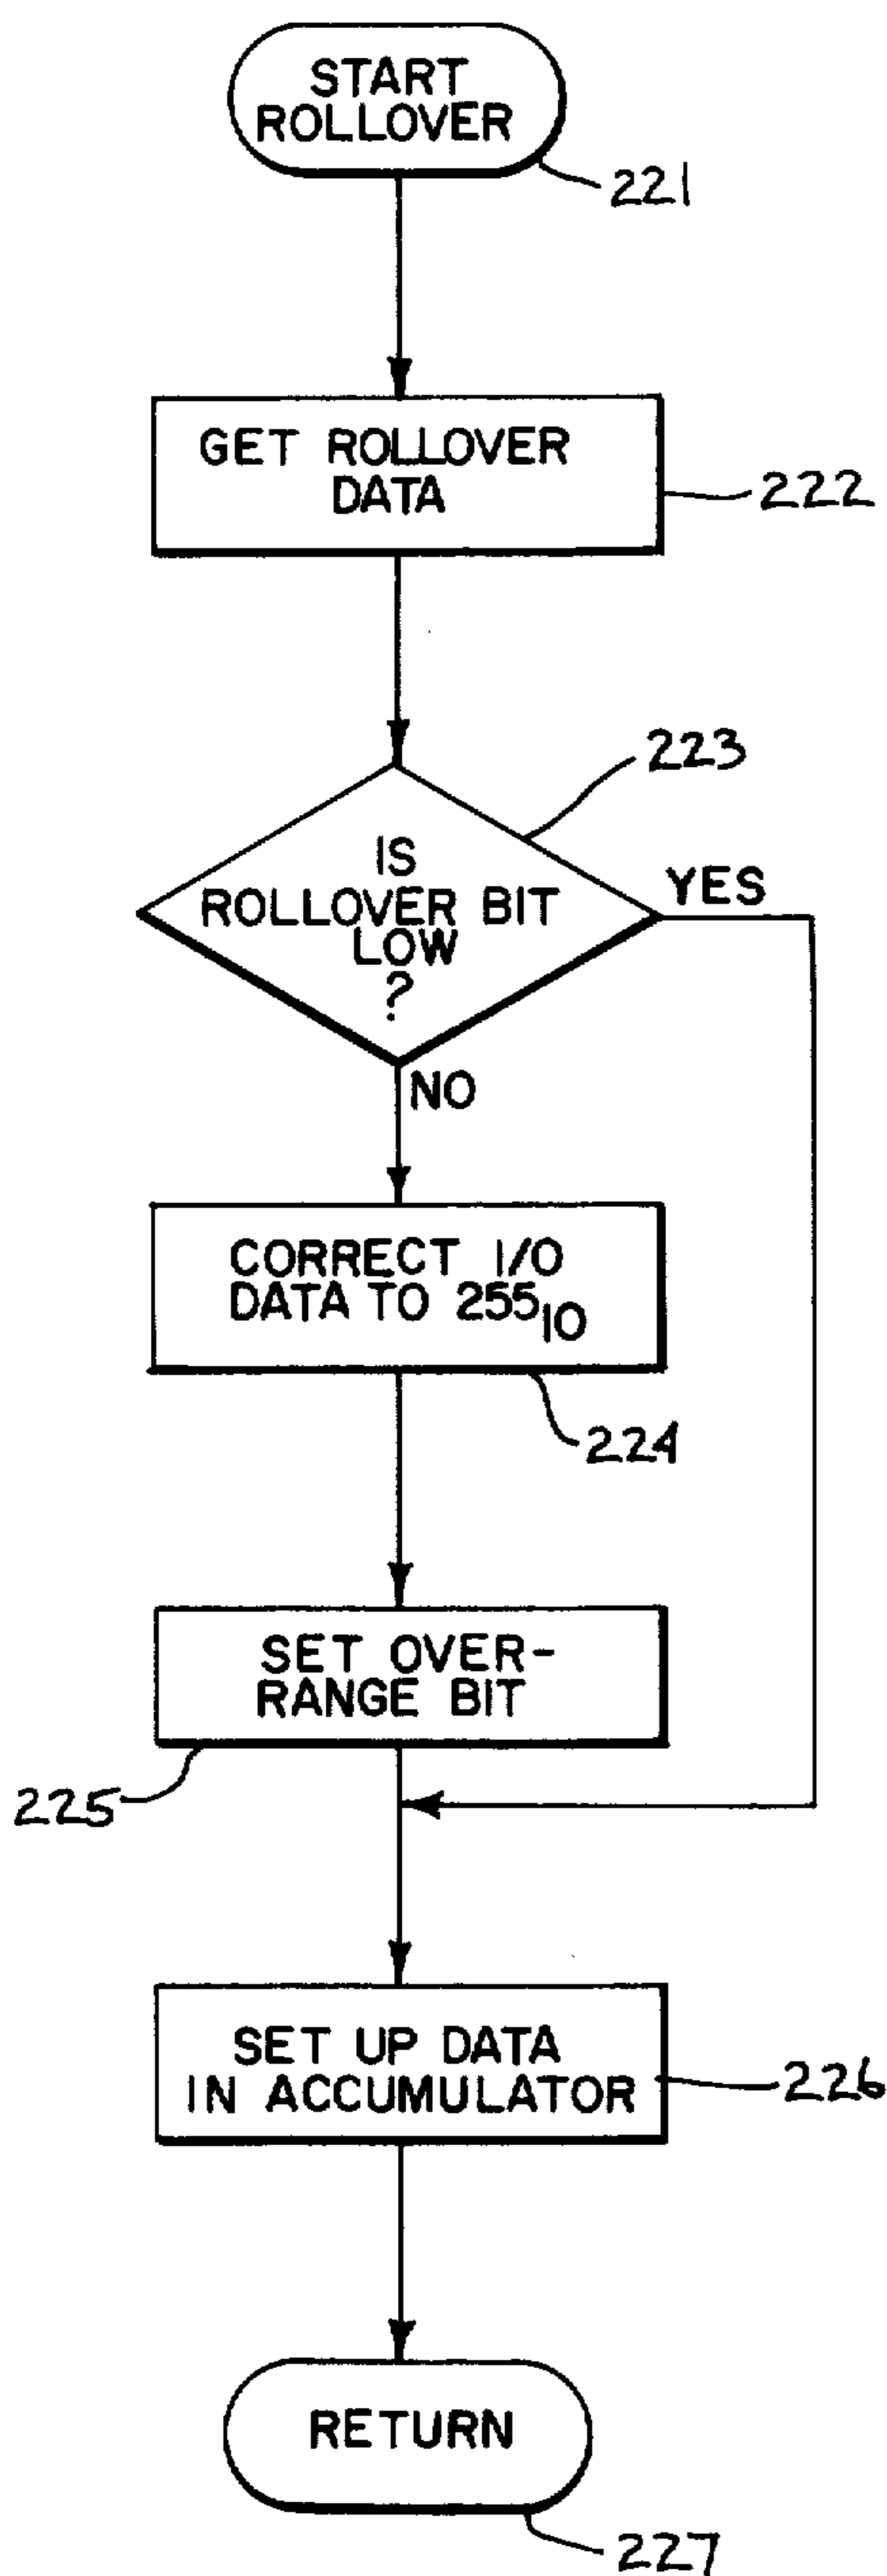 START
ROLLOVER
221
GET ROLLOVER
DATA
222
223
IS
ROLLOVER BIT
LOW
?
YES
NO
CORRECT I/O
DATA TO 255₁₀
224
SET OVER-
RANGE BIT
225
SET UP DATA
IN ACCUMULATOR
226
RETURN
227